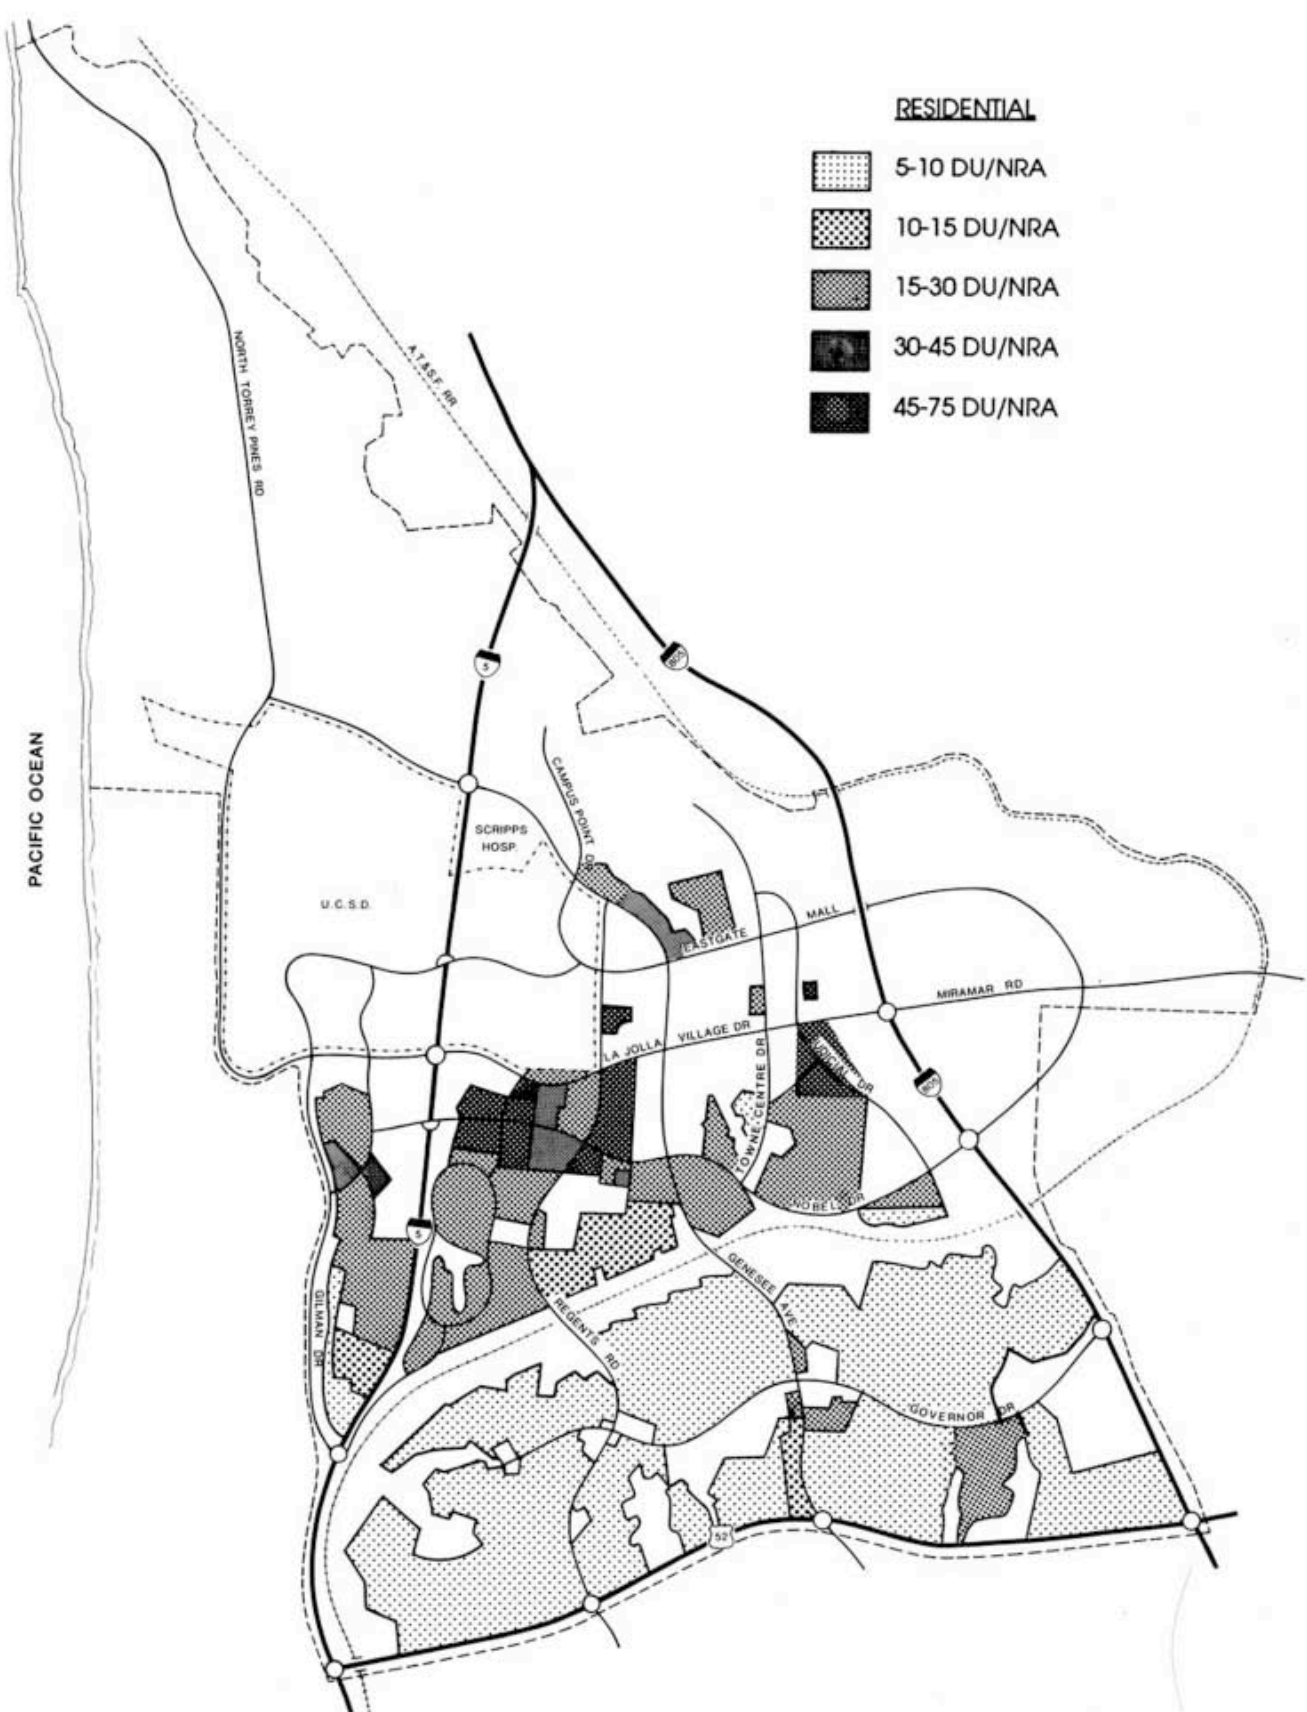 RESIDENTIAL
5-10 DU/NRA
10-15 DU/NRA
15-30 DU/NRA
30-45 DU/NRA
45-75 DU/NRA
NORTH TORREY PINES RD
A.T.&S.F. RR
5
805
PACIFIC OCEAN
CAMPUS POINT DR
SCRIPPS
HOSP.
U.C.S.D.
EASTGATE MALL
MIRAMAR RD
LA JOLLA VILLAGE DR
TOWNE CENTRE DR
JUDICIAL DR
805
NOBEL DR
5
GENESEE AVE
GILMAN DR
REGENTS RD
GOVERNOR DR
52